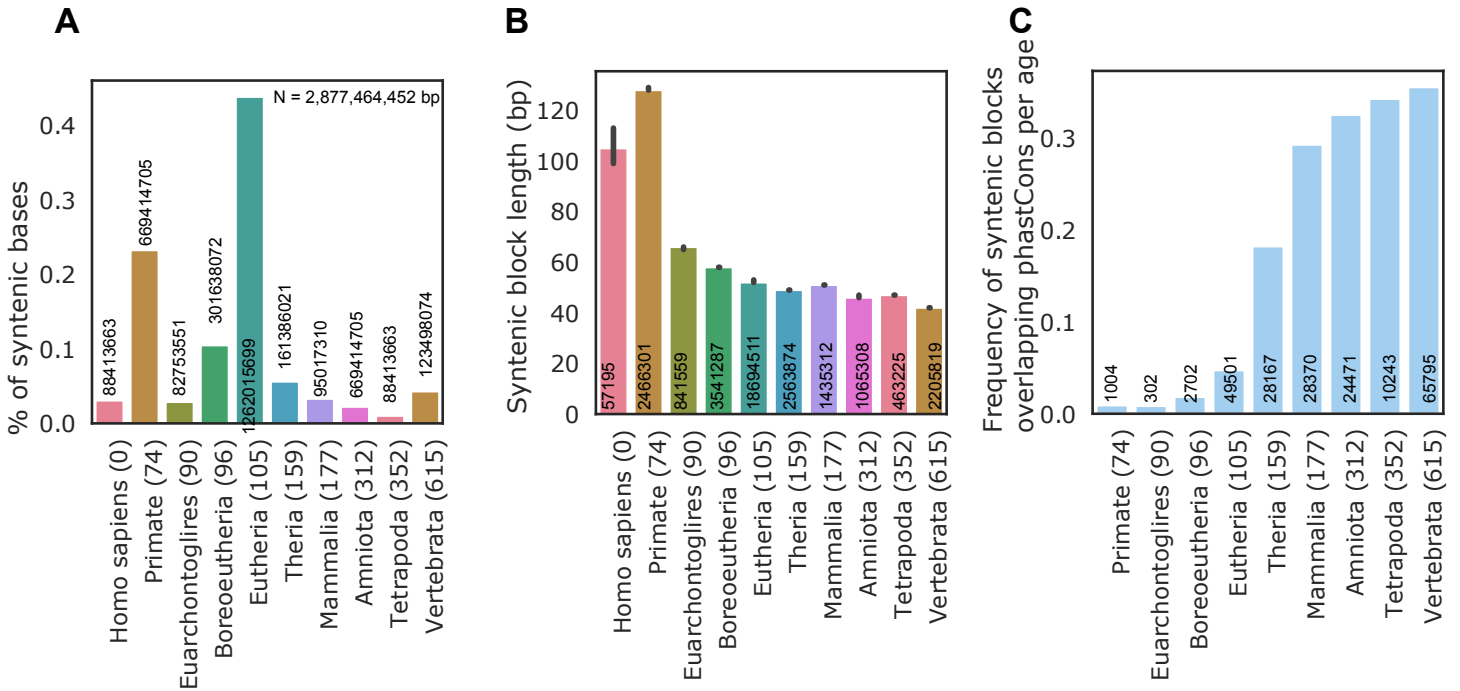 A
% of syntenic bases
0.4
0.3
0.2
0.1
0.0
N = 2,877,464,452 bp
88413663
669414705
82753551
301638072
1262015699
161386021
95017310
669414705
88413663
123498074
Homo sapiens (0)
Primate (74)
Euarchontoglires (90)
Boreoeutheria (96)
Eutheria (105)
Theria (159)
Mammalia (177)
Amniota (312)
Tetrapoda (352)
Vertebrata (615)
B
Syntenic block length (bp)
120
100
80
60
40
20
0
57195
2466301
841559
3541287
18694511
2563874
1435312
1065308
463225
2205819
Homo sapiens (0)
Primate (74)
Euarchontoglires (90)
Boreoeutheria (96)
Eutheria (105)
Theria (159)
Mammalia (177)
Amniota (312)
Tetrapoda (352)
Vertebrata (615)
C
Frequency of syntenic blocks
overlapping phastCons per age
0.3
0.2
0.1
0.0
1004
302
2702
49501
28167
28370
24471
10243
65795
Primate (74)
Euarchontoglires (90)
Boreoeutheria (96)
Eutheria (105)
Theria (159)
Mammalia (177)
Amniota (312)
Tetrapoda (352)
Vertebrata (615)